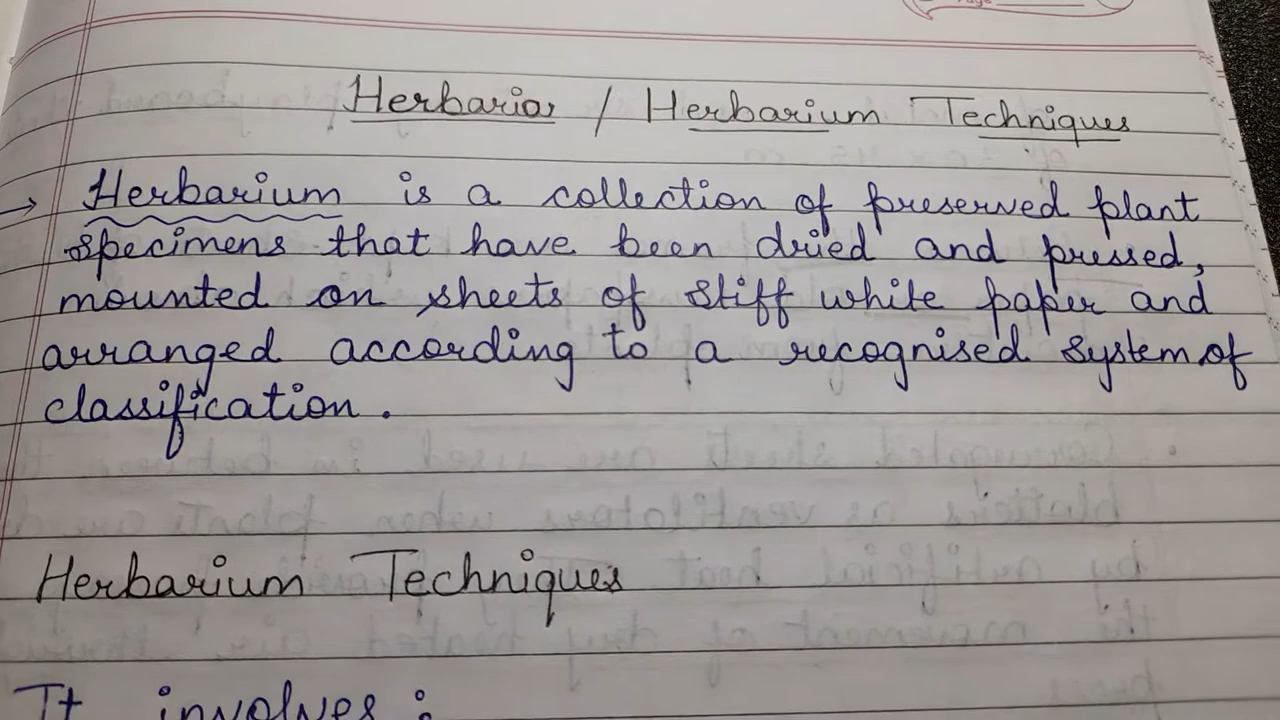 Herbaria / Herbarium Techniques
→ Herbarium is a collection of preserved plant
specimens that have been dried and pressed,
mounted on sheets of stiff white paper and
arranged according to a recognised system of
classification.
Herbarium Techniques
It involves :